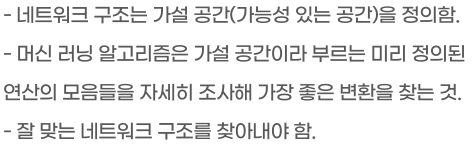 - 네트워크 구조는 가설 공간(가능성 있는 공간)을 정의함.
- 머신 러닝 알고리즘은 가설 공간이라 부르는 미리 정의된
연산의 모음들을 자세히 조사해 가장 좋은 변환을 찾는 것.
- 잘 맞는 네트워크 구조를 찾아내야 함.